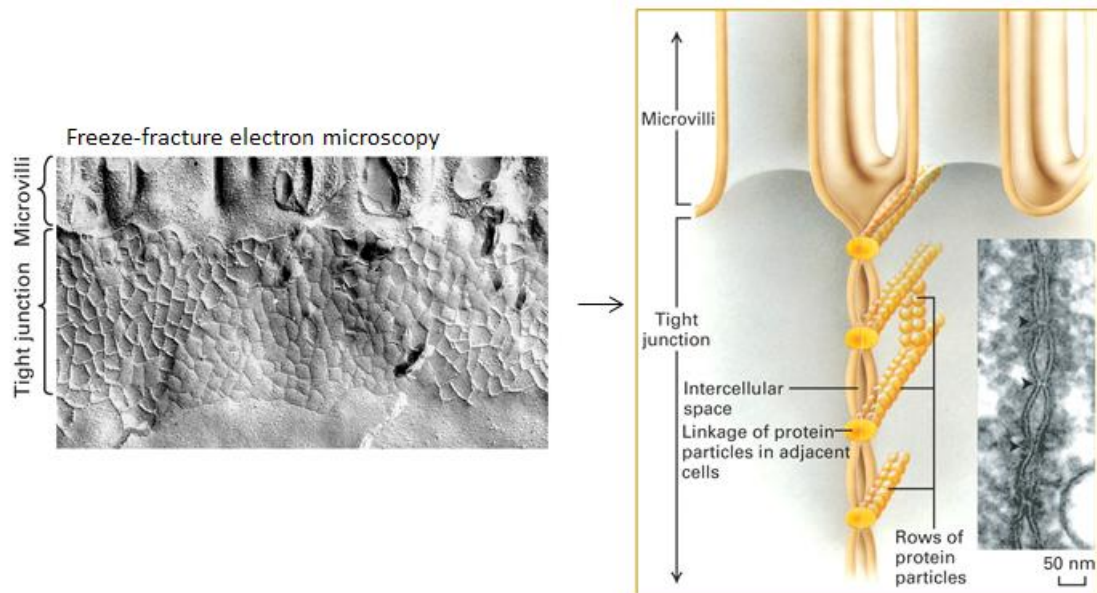 Freeze-fracture electron microscopy
Microvilli
Tight junction
Microvilli
Tight
junction
Intercellular
space
Linkage of protein
particles in adjacent
cells
Rows of
protein
particles
50 nm